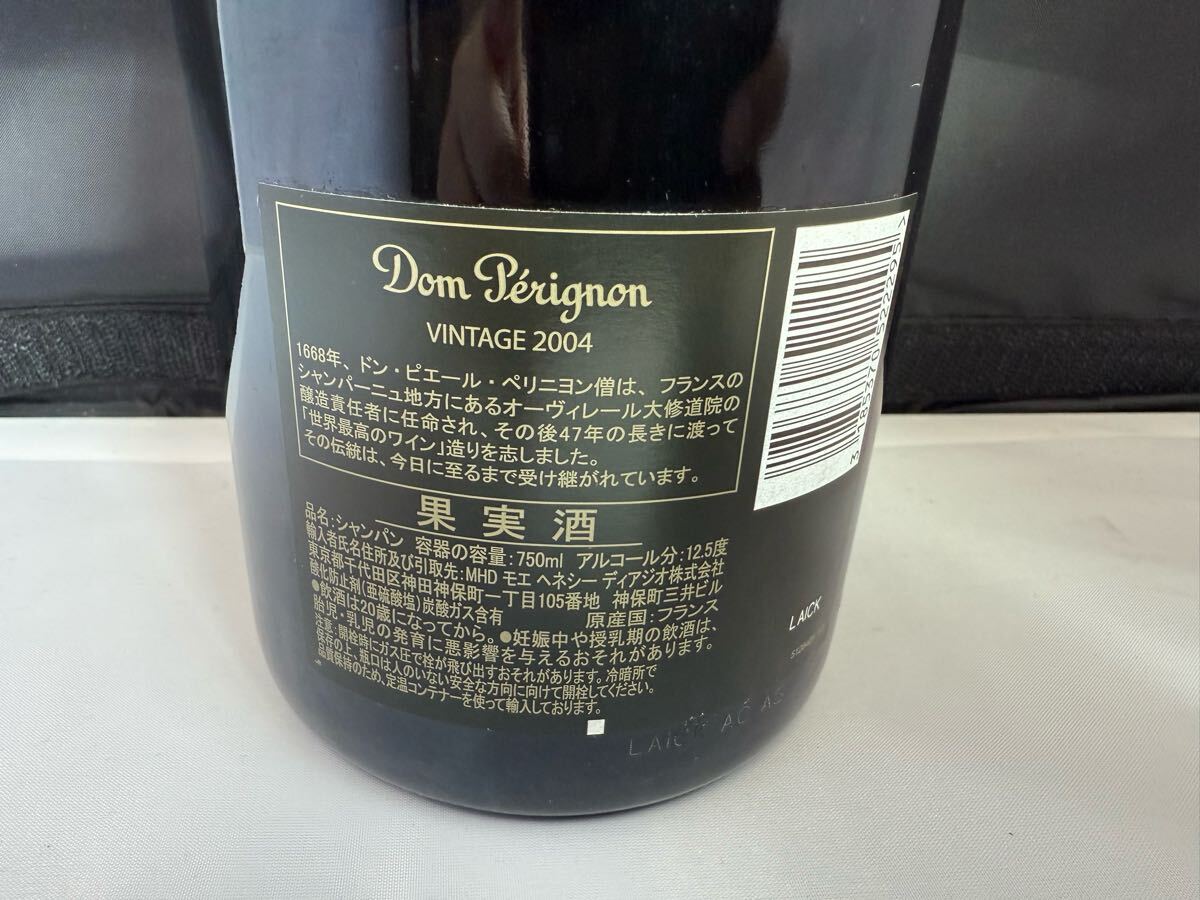 Dom Pérignon
VINTAGE 2004
1668年、ドン・ピエール・ペリニヨン僧は、フランスの
シャンパーニュ地方にあるオーヴィレール大修道院の
醸造責任者に任命され、その後47年の長きに渡って
「世界最高のワイン」造りを志しました。
その伝統は、今日に至るまで受け継がれています。
果実酒
品名:シャンパン 容器の容量:750ml アルコール分:12.5度
輸入者氏名住所及び引取先:MHD モエ ヘネシー ディアジオ株式会社
東京都千代田区神田神保町一丁目105番地 神保町三井ビル
酸化防止剤(亜硫酸塩)炭酸ガス含有 原産国:フランス
●飲酒は20歳になってから。●妊娠中や授乳期の飲酒は、
胎児・乳児の発育に悪影響を与えるおそれがあります。
注意:開栓時にガス圧で栓が飛び出すおそれがあります。冷暗所で
保存の上、瓶口は人のいない安全な方向に向けて開栓してください。
品質保持のため、定温コンテナーを使って輸入しております。
3 185370 522295
LAICK
LAICK AC AS